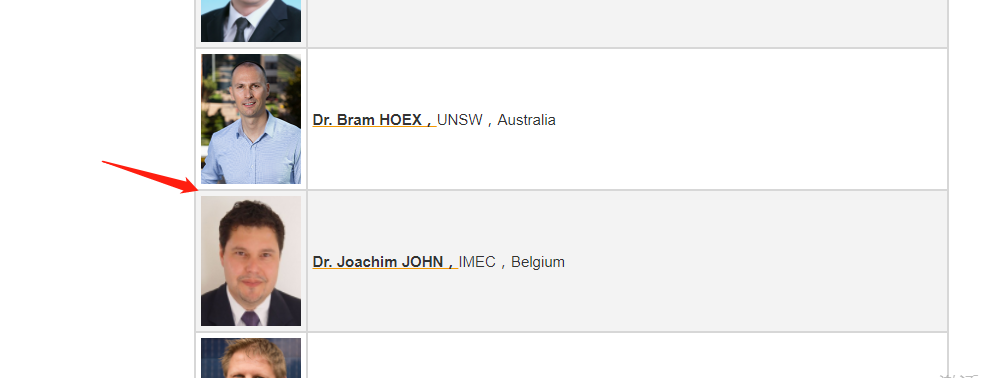 Dr. Bram HOEX，UNSW，Australia
Dr. Joachim JOHN，IMEC，Belgium